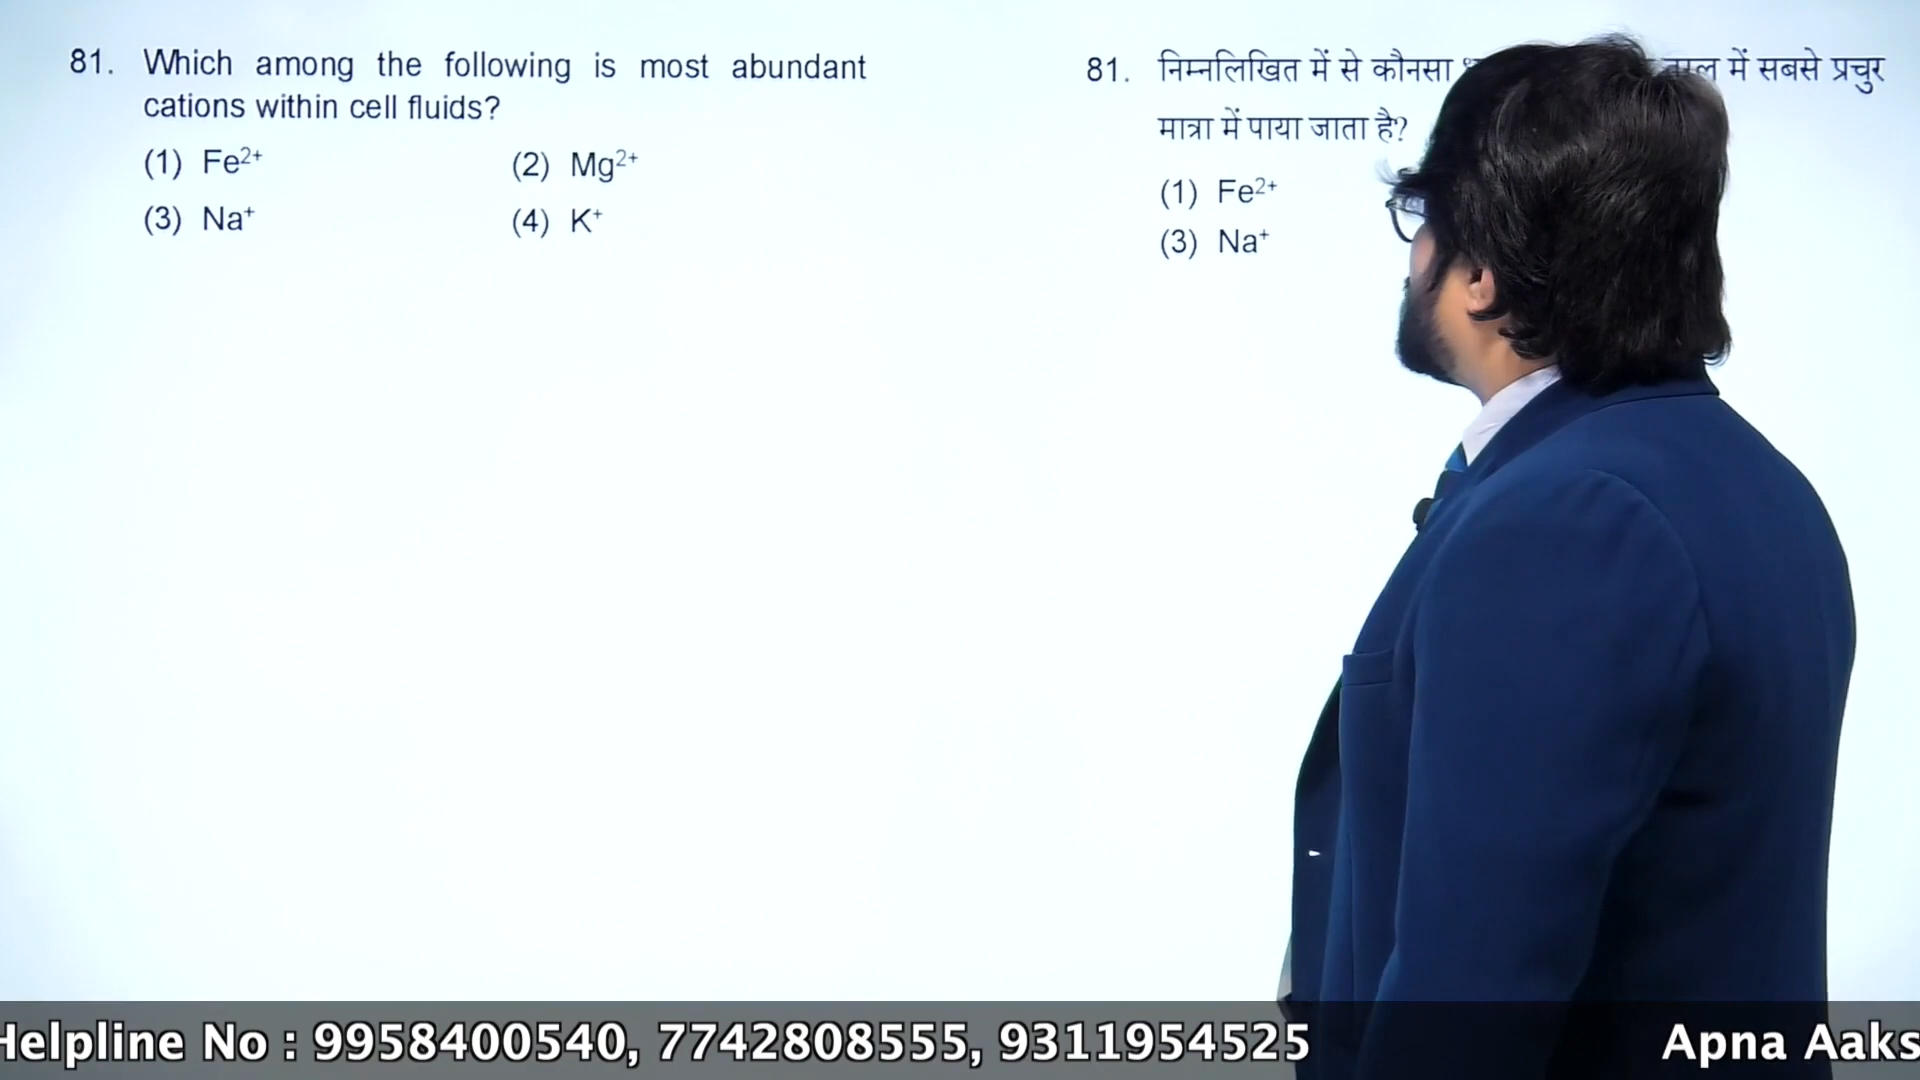 81. Which among the following is most abundant
cations within cell fluids?
(1) Fe²⁺ (2) Mg²⁺
(3) Na⁺ (4) K⁺
81. निम्नलिखित में से कौनसा में सबसे प्रचुर
मात्रा में पाया जाता है?
(1) Fe²⁺
(3) Na⁺
Helpline No : 9958400540, 7742808555, 9311954525 Apna Aaks